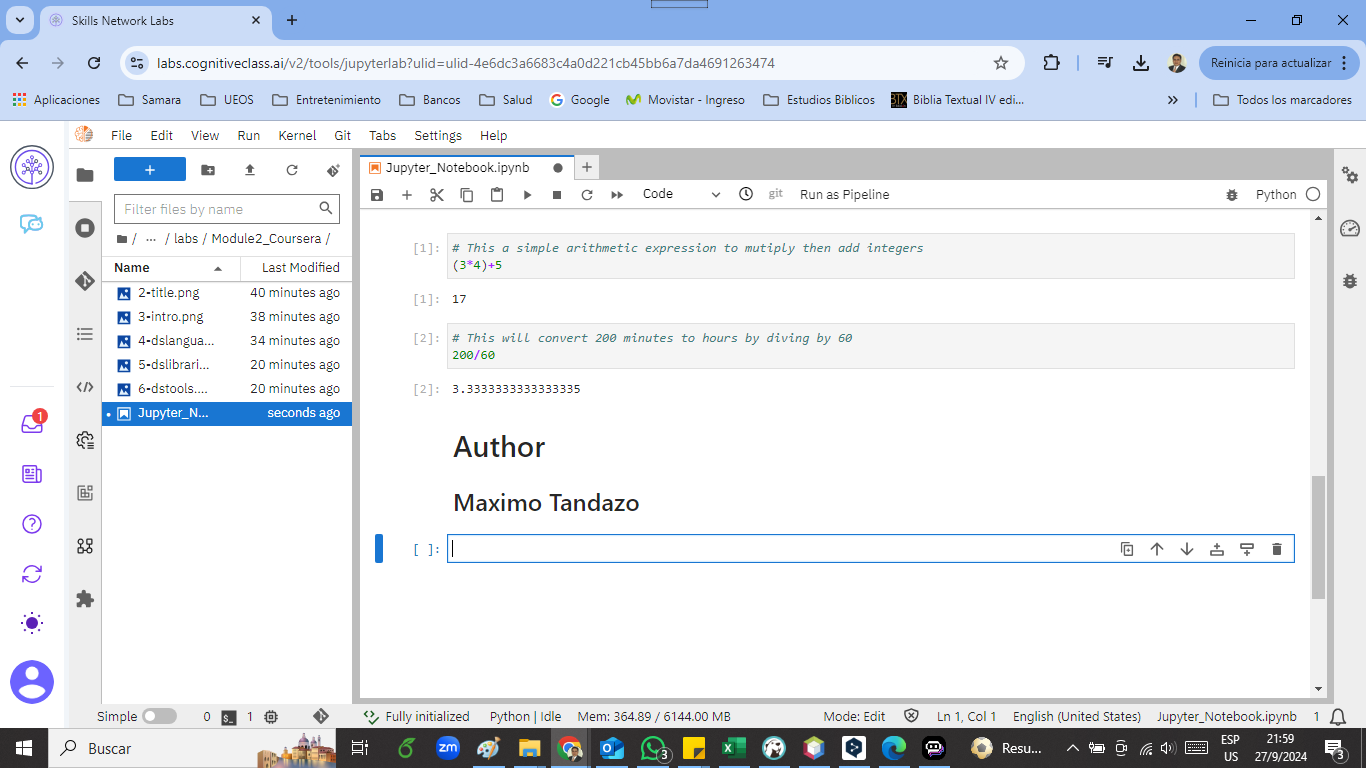 Skills Network Labs
labs.cognitiveclass.ai/v2/tools/jupyterlab?ulid=ulid-4e6dc3a6683c4a0d221cb45bb6a7da4691263474
Reinicia para actualizar
Aplicaciones Samara UEOS Entretenimiento Bancos Salud Google Movistar - Ingreso Estudios Biblicos BTX Biblia Textual IV edi... » Todos los marcadores
File Edit View Run Kernel Git Tabs Settings Help
Jupyter_Notebook.ipynb
Code git Run as Pipeline Python
Filter files by name
/ ... / labs / Module2_Coursera /
Name Last Modified
2-title.png 40 minutes ago
3-intro.png 38 minutes ago
4-dslangua... 34 minutes ago
5-dslibrari... 20 minutes ago
6-dstools.... 20 minutes ago
Jupyter_N... seconds ago
1
[1]: # This a simple arithmetic expression to mutiply then add integers
(3*4)+5
[1]: 17
[2]: # This will convert 200 minutes to hours by diving by 60
200/60
[2]: 3.3333333333333335
Author
Maximo Tandazo
[ ]:
Simple 0 $_ 1 Fully initialized Python | Idle Mem: 364.89 / 6144.00 MB Mode: Edit Ln 1, Col 1 English (United States) Jupyter_Notebook.ipynb 1
Buscar zm 3 Resu... ESP US 21:59 27/9/2024 3